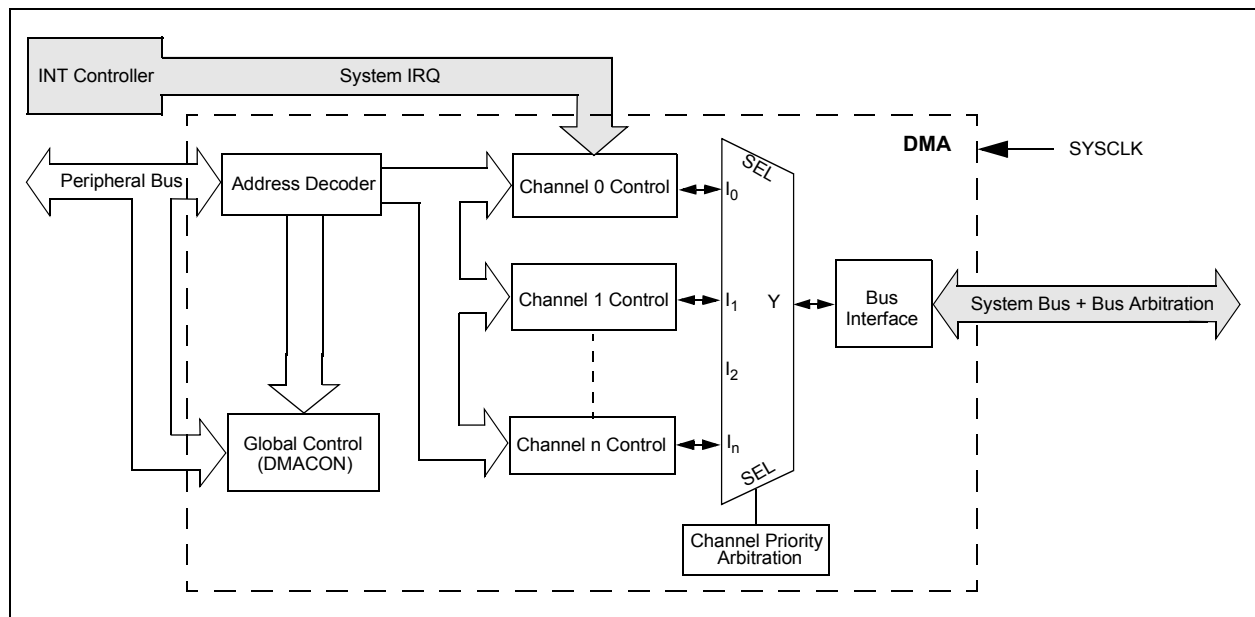 INT Controller
System IRQ
DMA
SYSCLK
Peripheral Bus
Address Decoder
Channel 0 Control
I0
SEL
Channel 1 Control
I1
Y
Bus
Interface
System Bus + Bus Arbitration
I2
Global Control
(DMACON)
Channel n Control
In
SEL
Channel Priority
Arbitration